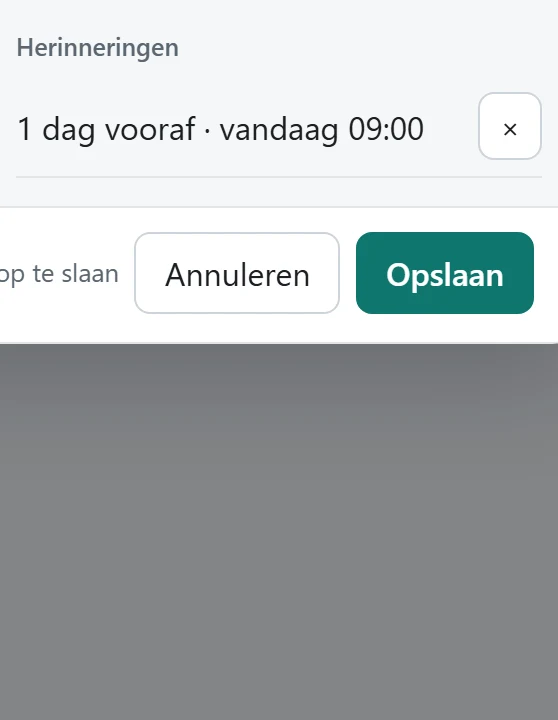 Herinneringen
1 dag vooraf · vandaag 09:00 ×
op te slaan Annuleren Opslaan